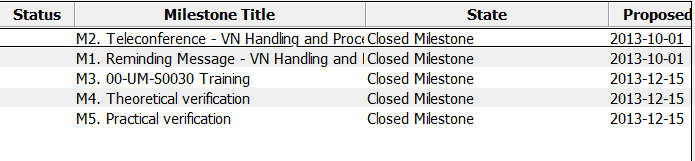 Status Milestone Title State Proposed
M2. Teleconference - VN Handling and Proc Closed Milestone 2013-10-01
M1. Reminding Message - VN Handling and Closed Milestone 2013-10-01
M3. 00-UM-S0030 Training Closed Milestone 2013-12-15
M4. Theoretical verification Closed Milestone 2013-12-15
M5. Practical verification Closed Milestone 2013-12-15